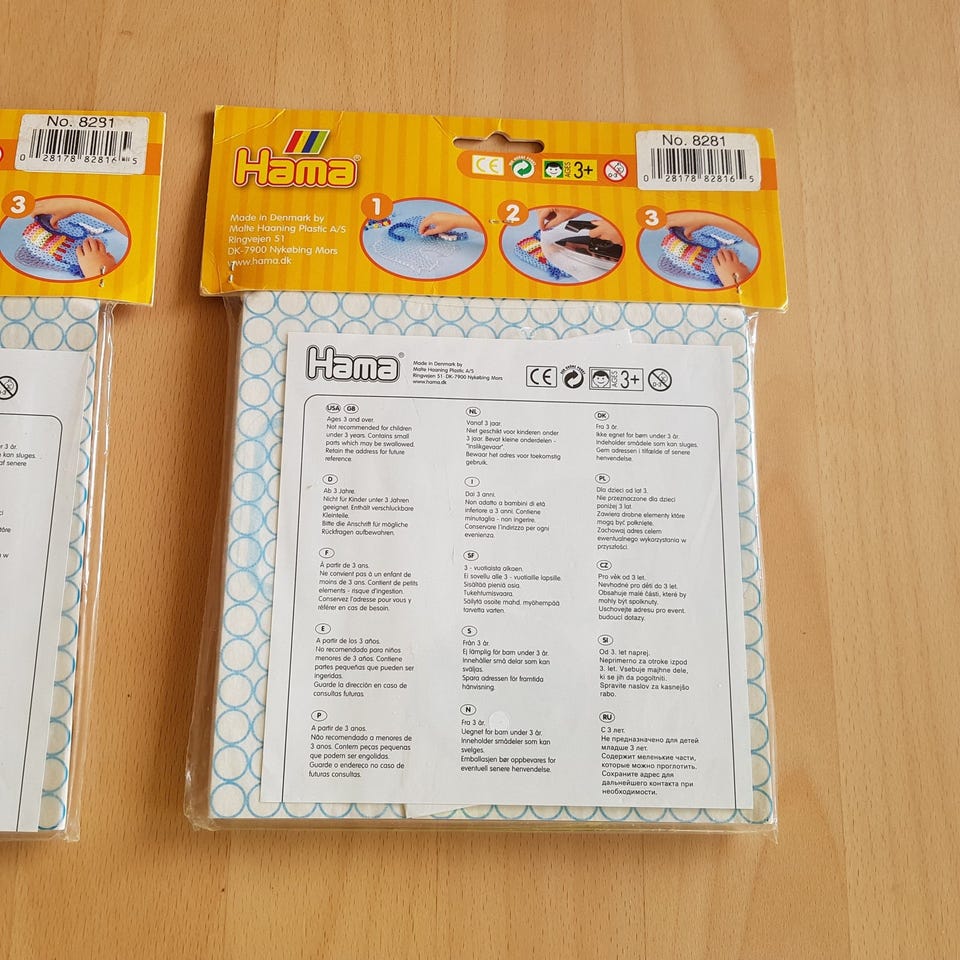 No. 8281
0 28178 82816 5
3
r 3 år.
kan sluges.
af senere
w
Hama®
No. 8281
0 28178 82816 5
CE
AGES 3+
0-3
Made in Denmark by
Malte Haaning Plastic A/S
Ringvejen 51
DK-7900 Nykøbing Mors
www.hama.dk
1
2
3
Hama®
Made in Denmark by
Malte Haaning Plastic A/S
Ringvejen 51 · DK-7900 Nykøbing Mors
www.hama.dk
CE
AGES 3+
0-3
USA GB
Ages 3 and over.
Not recommended for children
under 3 years. Contains small
parts which may be swallowed.
Retain the address for future
reference.
D
Ab 3 Jahre.
Nicht für Kinder unter 3 Jahren
geeignet. Enthält verschluckbare
Kleinteile.
Bitte die Anschrift für mögliche
Rückfragen aufbewahren.
F
À partir de 3 ans.
Ne convient pas à un enfant de
moins de 3 ans. Contient de petits
elements - risque d'ingestion.
Conservez l'adresse pour vous y
référer en cas de besoin.
E
A partir de los 3 años.
No recomendado para niños
menores de 3 años. Contiene
partes pequeñas que pueden ser
ingeridas.
Guarde la dirección en caso de
consultas futuras.
P
A partir de 3 anos.
Não recomendado a menores de
3 anos. Contem peças pequenas
que podem ser engolidas.
Guarde o endereço no caso de
futuras consultas.
NL
Vanaf 3 jaar.
Niet geschikt voor kinderen onder
3 jaar. Bevat kleine onderdelen -
"Inslikgevaar".
Bewaar het adres voor toekomstig
gebruik.
I
Dai 3 anni.
Non adatto a bambini di età
inferiore a 3 anni. Contiene
minutaglia - non ingerire.
Conservare l'indirizzo per ogni
evenienza.
SF
3 - vuotiaista alkaen.
Ei sovellu alle 3 - vuotiaille lapsille.
Sisältää pieniä osia.
Tukehtumisvaara.
Säilytä osoite mahd. myöhempää
tarvetta varten.
S
Från 3 år.
Ej lämplig för barn under 3 år.
Innehåller små delar som kan
sväljas.
Spara adressen för framtida
hänvisning.
N
Fra 3 år.
Uegnet for barn under 3 år.
Inneholder smådeler som kan
svelges.
Emballasjen bør oppbevares for
eventuell senere henvendelse.
DK
Fra 3 år.
Ikke egnet for børn under 3 år.
Indeholder smådele som kan sluges.
Gem adressen i tilfælde af senere
henvendelse.
PL
Dla dzieci od lat 3.
Nie przeznaczone dla dzieci
poniżej 3 lat.
Zawiera drobne elementy które
mogą być połknięte.
Zachowaj adres celem
ewentualnego wykorzystania w
przyszłości.
CZ
Pro věk od 3 let.
Nevhodné pro děti do 3 let.
Obsahuje malé části, které by
mohly být spolknuty.
Uschovejte adresu pro event.
budoucí dotazy.
SI
Od 3. let naprej.
Neprimerno za otroke izpod
3. let. Vsebuje majhne dele,
ki se jih da pogoltniti.
Spravite naslov za kasnejšo
rabo.
RU
С 3 лет.
Не предназначено для детей
младше 3 лет.
Содержит маленькие части,
которые можно проглотить.
Сохраните адрес для
дальнейшего контакта при
необходимости.